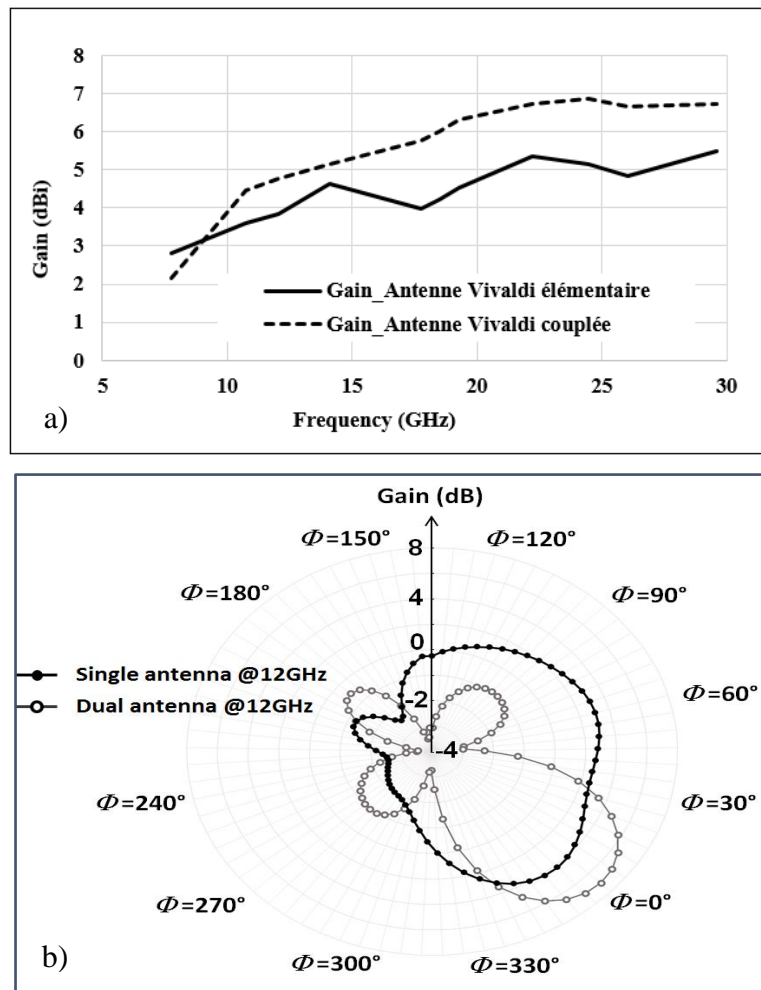 8
7
6
5
4
3
2
1
0
Gain (dBi)
Gain_Antenne Vivaldi élémentaire
Gain_Antenne Vivaldi couplée
5 10 15 20 25 30
Frequency (GHz)
a)
Gain (dB)
Φ=150° Φ=120°
8
Φ=180° Φ=90°
4
0
Single antenna @12GHz
Φ=60°
Dual antenna @12GHz
-2
-4
Φ=240° Φ=30°
Φ=270° Φ=0°
Φ=300° Φ=330°
b)